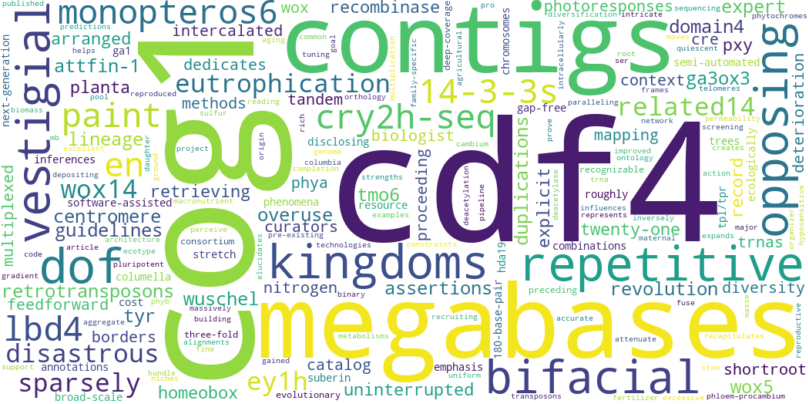 published
predictions
monopteros6
wox
recombinase
photoresponses
expert
arranged
intercalated
aging
common
tuning
goal
deep-coverage
agricultural
pro
diversification
intricate
phytochromes
sequencing
next-generation
helps
ga1
chromosomes
moves
root
ser
quiescent
domain4
attfin-1
dedicates
multiplication
family-specific
semi-automated
cre
pxy
opposing
vestigial
cog1
contigs
intracellularly
planta
eutrophication
context
ga3ox3
permeability
pool
reproduced
methods
tandem
orthology
14-3-3s
gap-free
related14
paralleling
frames
telomeres
biomass
paint
reading
sulfur
rich
cry2h-seq
mapping
network
screening
trees
creates
mb
lineage
project
disclosing
biologist
duplications
prove
improved
ontology
excellent
en
origin
genome
completion
cambium
phenomena
columbia
cdf4
explicit
deacetylase
trna
record
ecologically
deterioration
daughter
ground
phya
strengths
examples
deacetylation
pipeline
recognizable
action
inferences
depositing
wox14
retrieving
macronutrient
resource
tmo6
proceeding
roughly
influences
represents
permeability
tpl/tpr
software-assisted
perceive
overuse
twenty-one
inversely
maternal
multiplexed
centromere
architecture
consortium
curators
hda19
combinations
major
expands
trnas
oppositely
organizer
code
guidelines
ecotype
stretch
elucidates
pre-existing
technologies
constraints
article
columella
pluripotent
phyb
kingdoms
repetitive
gradient
dof
cost
massively
retrotransposons
building
binary
180-base-pair
revolution
diversity
feedforward
wuschel
nitrogen
assertions
preceding
lbd4
tyr
three-fold
alignments
fine
megabases
fuse
accurate
masse
reproductive
aggregate
borders
disastrous
annotations
support
bundle
niches
suberin
catalog
metabolisms
recruiting
emphasis
uniform
bifacial
attenuate
recapitulates
shortroot
sparsely
broad-scale
homeobox
ey1h
gained
evolutionary
uninterrupted
transposons
fertilizer
excessive
stem
phloem-procambium
wox5